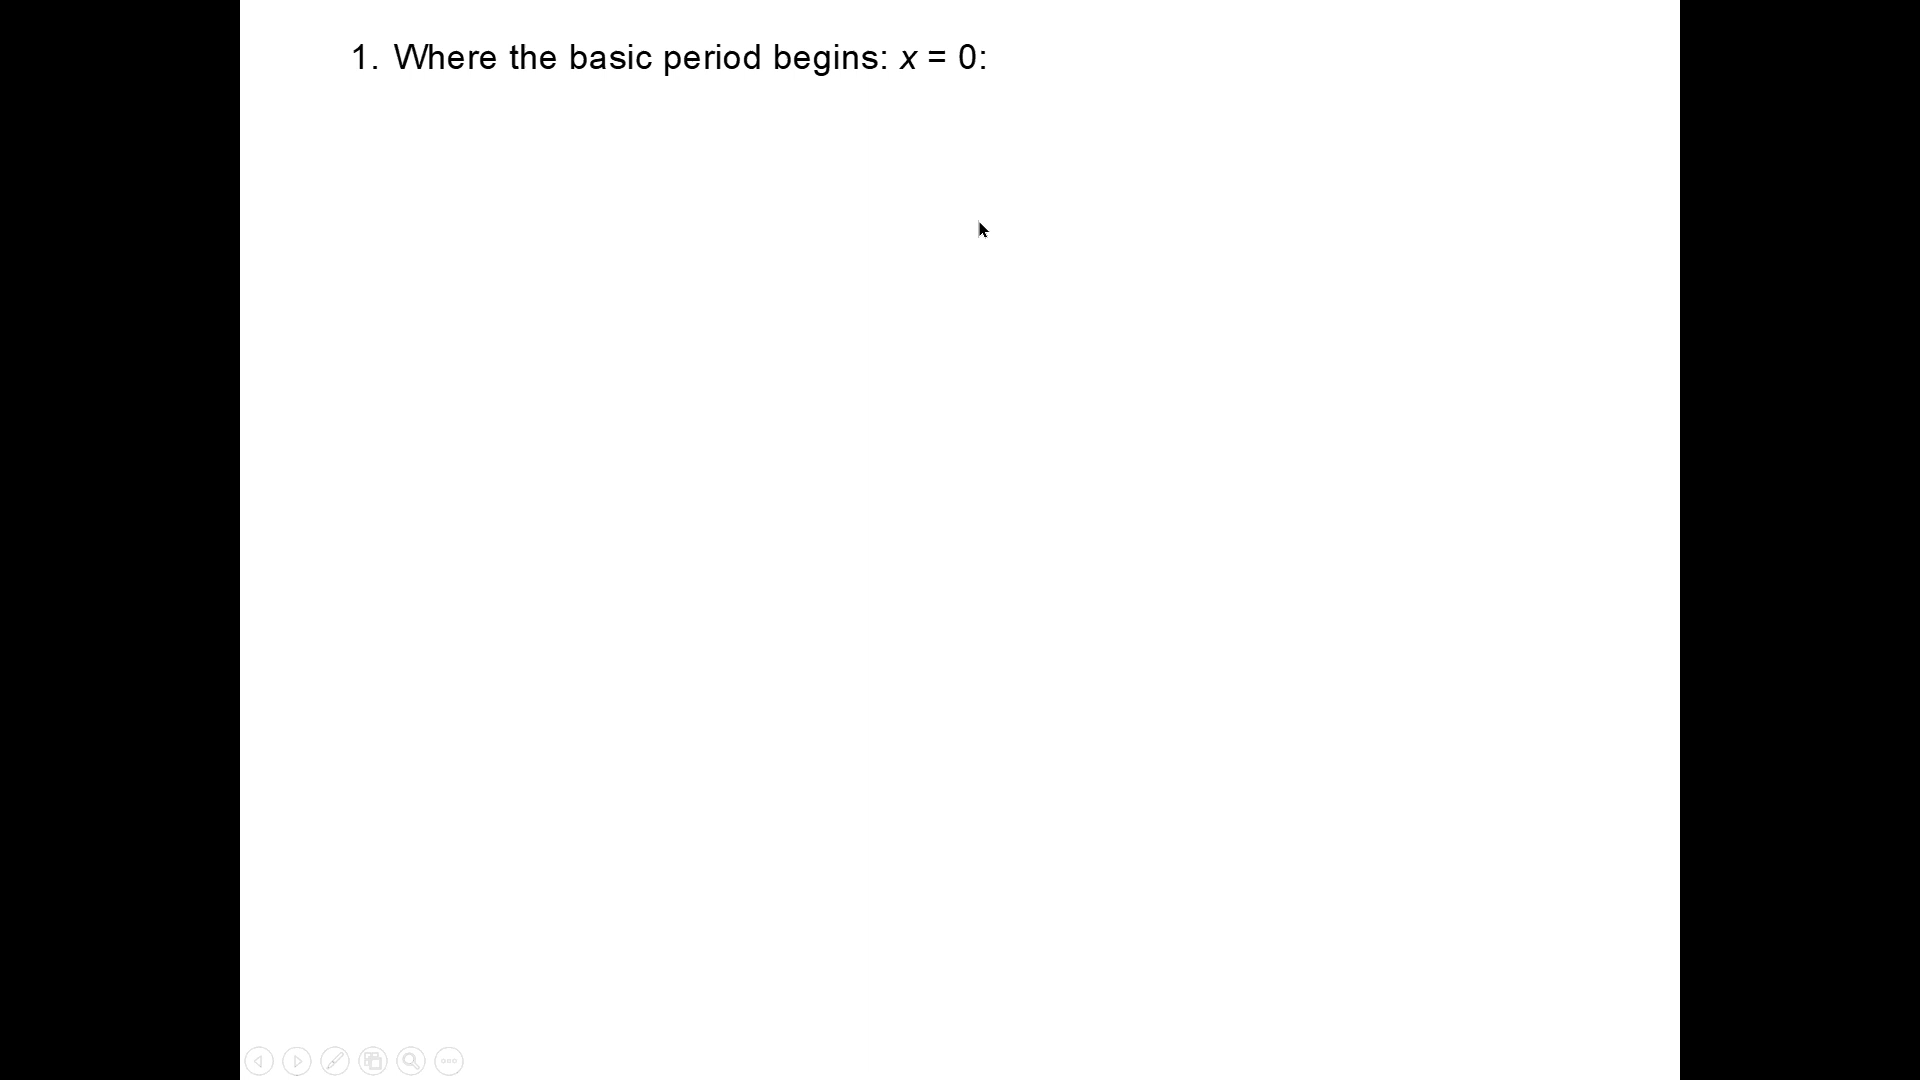 1. Where the basic period begins: x = 0: